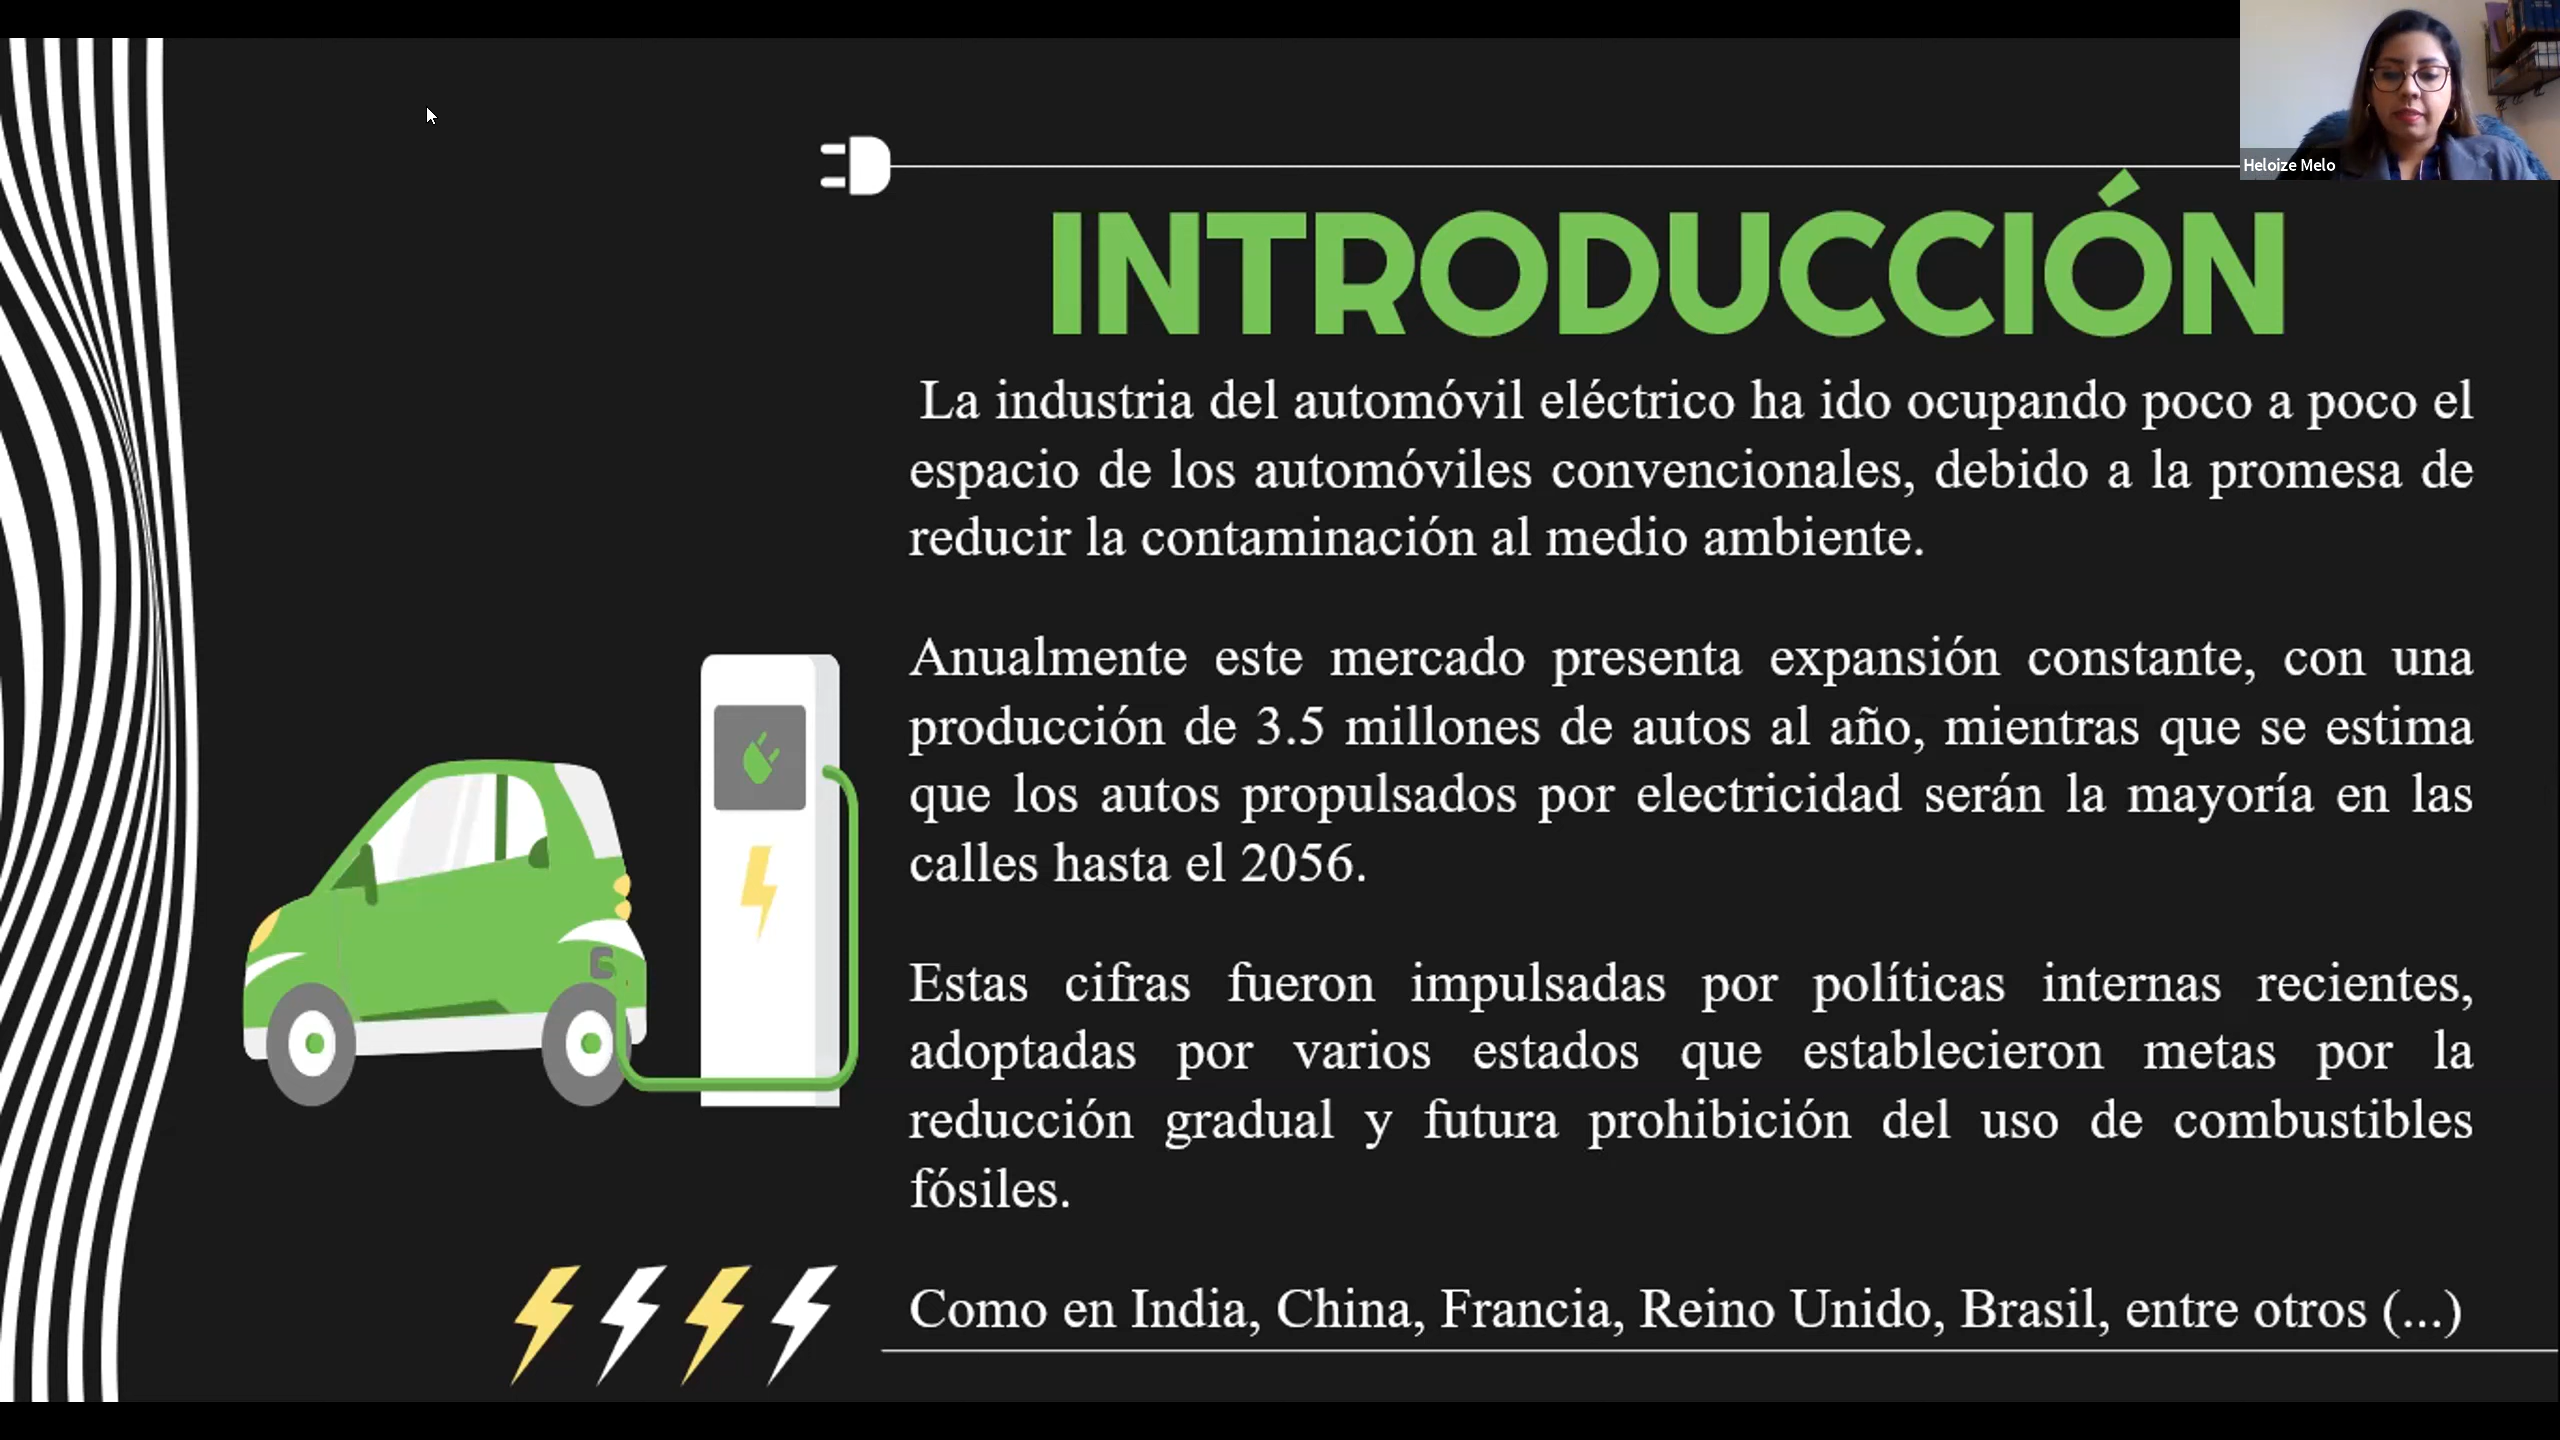 Heloize Melo
INTRODUCCIÓN
La industria del automóvil eléctrico ha ido ocupando poco a poco el
espacio de los automóviles convencionales, debido a la promesa de
reducir la contaminación al medio ambiente.
Anualmente este mercado presenta expansión constante, con una
producción de 3.5 millones de autos al año, mientras que se estima
que los autos propulsados por electricidad serán la mayoría en las
calles hasta el 2056.
Estas cifras fueron impulsadas por políticas internas recientes,
adoptadas por varios estados que establecieron metas por la
reducción gradual y futura prohibición del uso de combustibles
fósiles.
Como en India, China, Francia, Reino Unido, Brasil, entre otros (...)